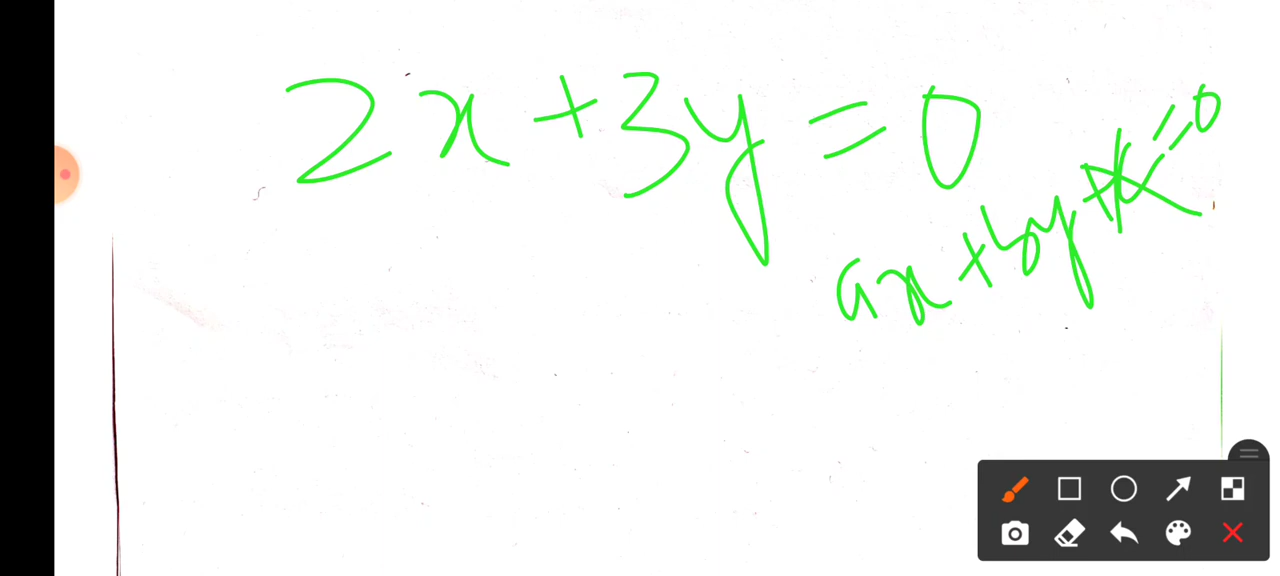 2x + 3y = 0
ax + by + c = 0